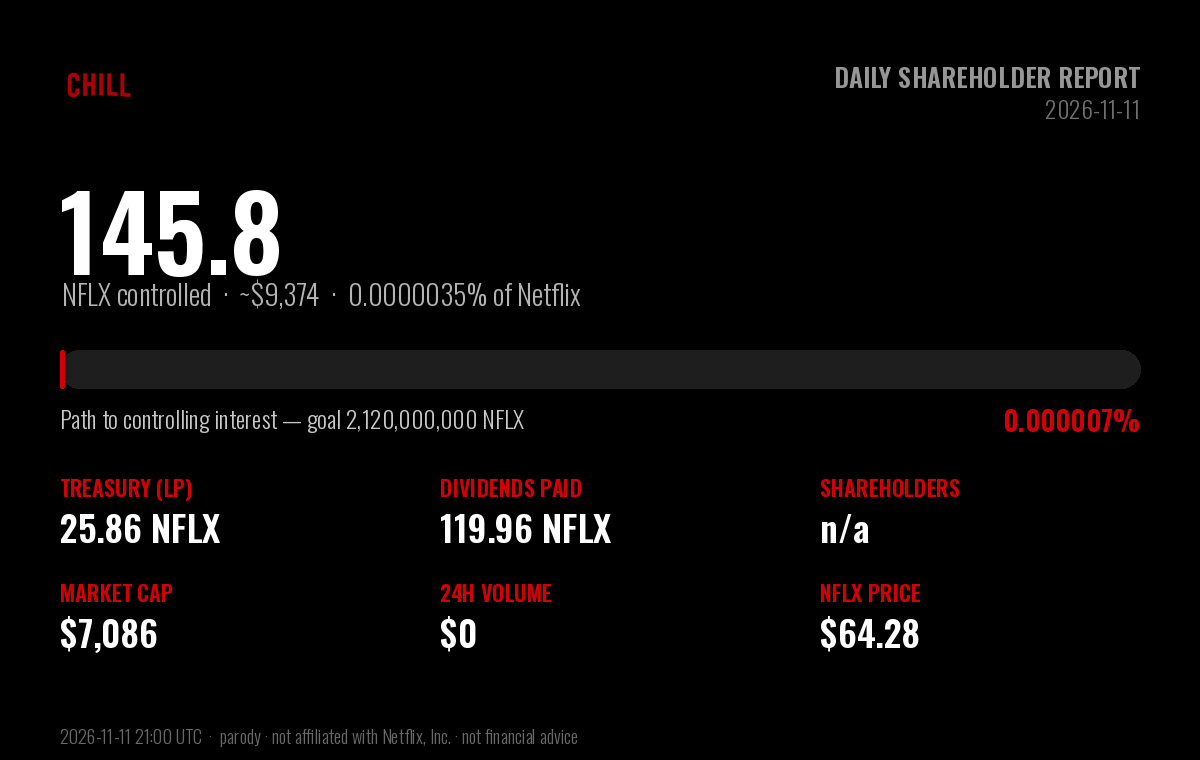 CHILL
DAILY SHAREHOLDER REPORT
2026-11-11
145.8
NFLX controlled · ~$9,374 · 0.0000035% of Netflix
Path to controlling interest — goal 2,120,000,000 NFLX
0.000007%
TREASURY (LP)
25.86 NFLX
DIVIDENDS PAID
119.96 NFLX
SHAREHOLDERS
n/a
MARKET CAP
$7,086
24H VOLUME
$0
NFLX PRICE
$64.28
2026-11-11 21:00 UTC · parody · not affiliated with Netflix, Inc. · not financial advice